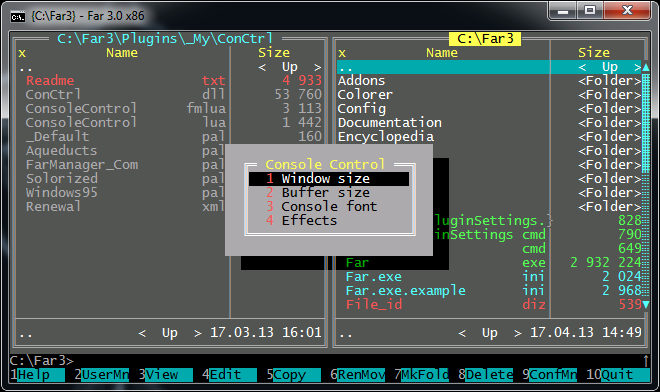 {C:\Far3} - Far 3.0 x86
C:\Far3\Plugins\_My\ConCtrl
x Name Size
.. < Up >
Readme txt 4 933
ConCtrl dll 53 760
ConsoleControl fmlua 3 113
ConsoleControl lua 1 442
_Default pal 160
Aqueducts pal
FarManager_Com pal
Solorized pal
Windows95 pal
Renewal xml
.. < Up > 17.03.13 16:01
C:\Far3
x Name Size
.. < Up >
Addons <Folder>
Colorer <Folder>
Config <Folder>
Documentation <Folder>
Encyclopedia <Folder>
<Folder>
<Folder>
<Folder>
<Folder>
luginSettings.} 828
inSettings cmd 790
cmd 649
Far exe 2 932 224
Far.exe ini 2 024
Far.exe.example ini 2 968
File_id diz 539
.. < Up > 17.04.13 14:49
Console Control
1 Window size
2 Buffer size
3 Console font
4 Effects
C:\Far3>
1Help 2UserMn 3View 4Edit 5Copy 6RenMov 7MkFold 8Delete 9ConfMn 10Quit